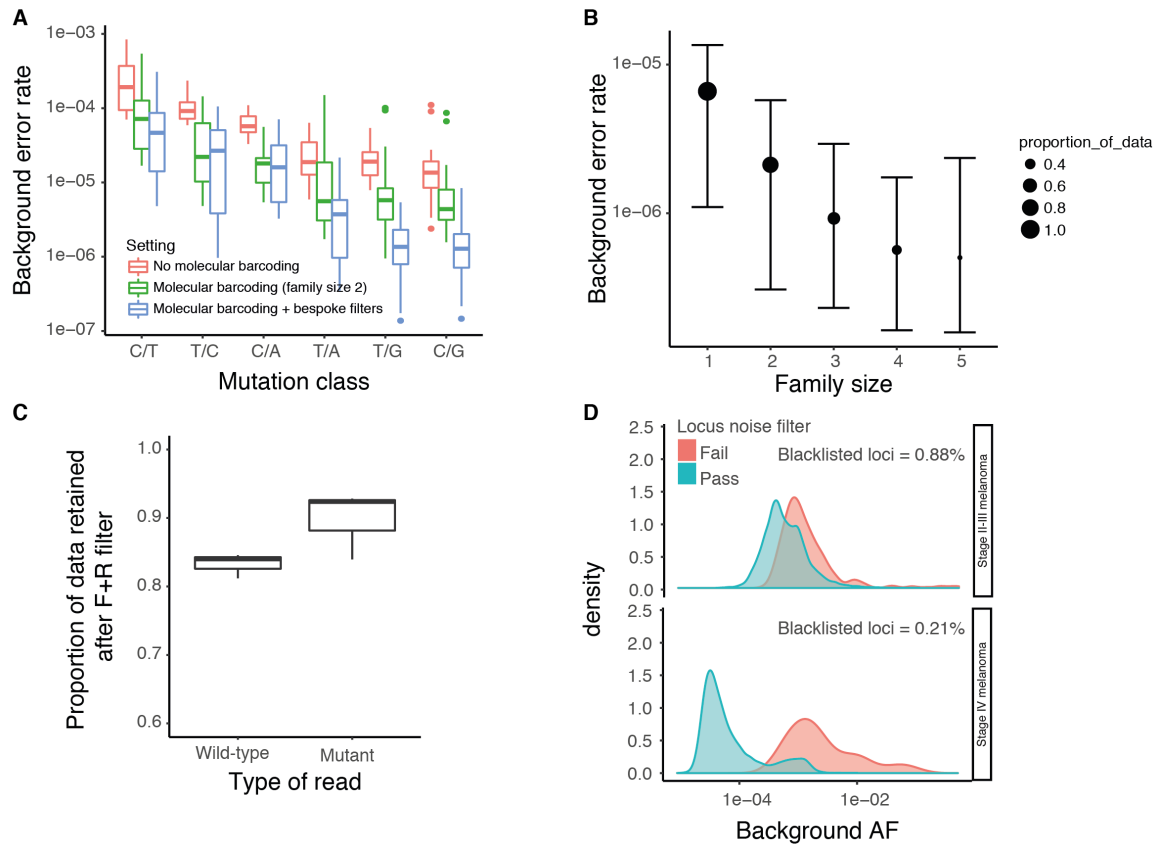 A
Background error rate
1e−03
1e−04
1e−05
1e−06
1e−07
Setting
No molecular barcoding
Molecular barcoding (family size 2)
Molecular barcoding + bespoke filters
C/T T/C C/A T/A T/G C/G
Mutation class
B
Background error rate
1e−05
1e−06
1 2 3 4 5
Family size
proportion_of_data
0.4
0.6
0.8
1.0
C
Proportion of data retained
after F+R filter
1.0
0.9
0.8
0.7
0.6
Wild-type Mutant
Type of read
D
density
Locus noise filter
Fail
Pass
Blacklisted loci = 0.88%
2.5
2.0
1.5
1.0
0.5
0.0
Stage II-III melanoma
Blacklisted loci = 0.21%
2.5
2.0
1.5
1.0
0.5
0.0
Stage IV melanoma
1e−04 1e−02
Background AF